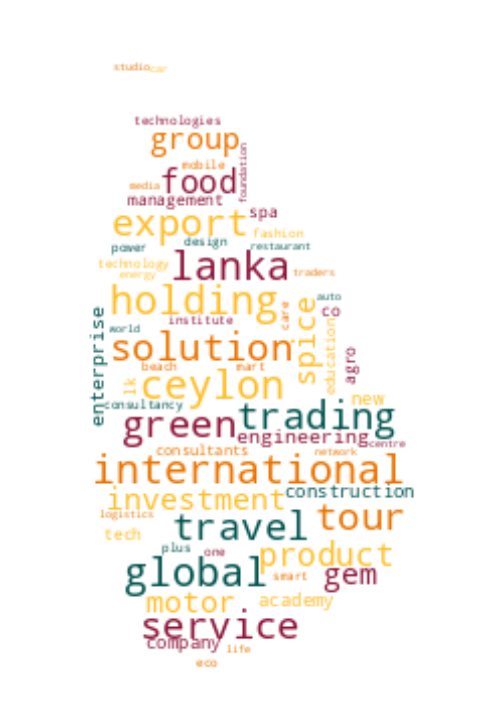 studio car
technologies
group
mobile
foundation
media food
management
spa
export
fashion
power design restaurant
technology lanka
energy traders
holding
auto
care
co
spice
institute
world
enterprise
solution
education
agro
beach mart
lk ceylon
new
consultancy
green trading
engineering centre
consultants network
international
investment construction
logistics travel tour
tech
plus one product
global smart gem
motor academy
service
company life
eco